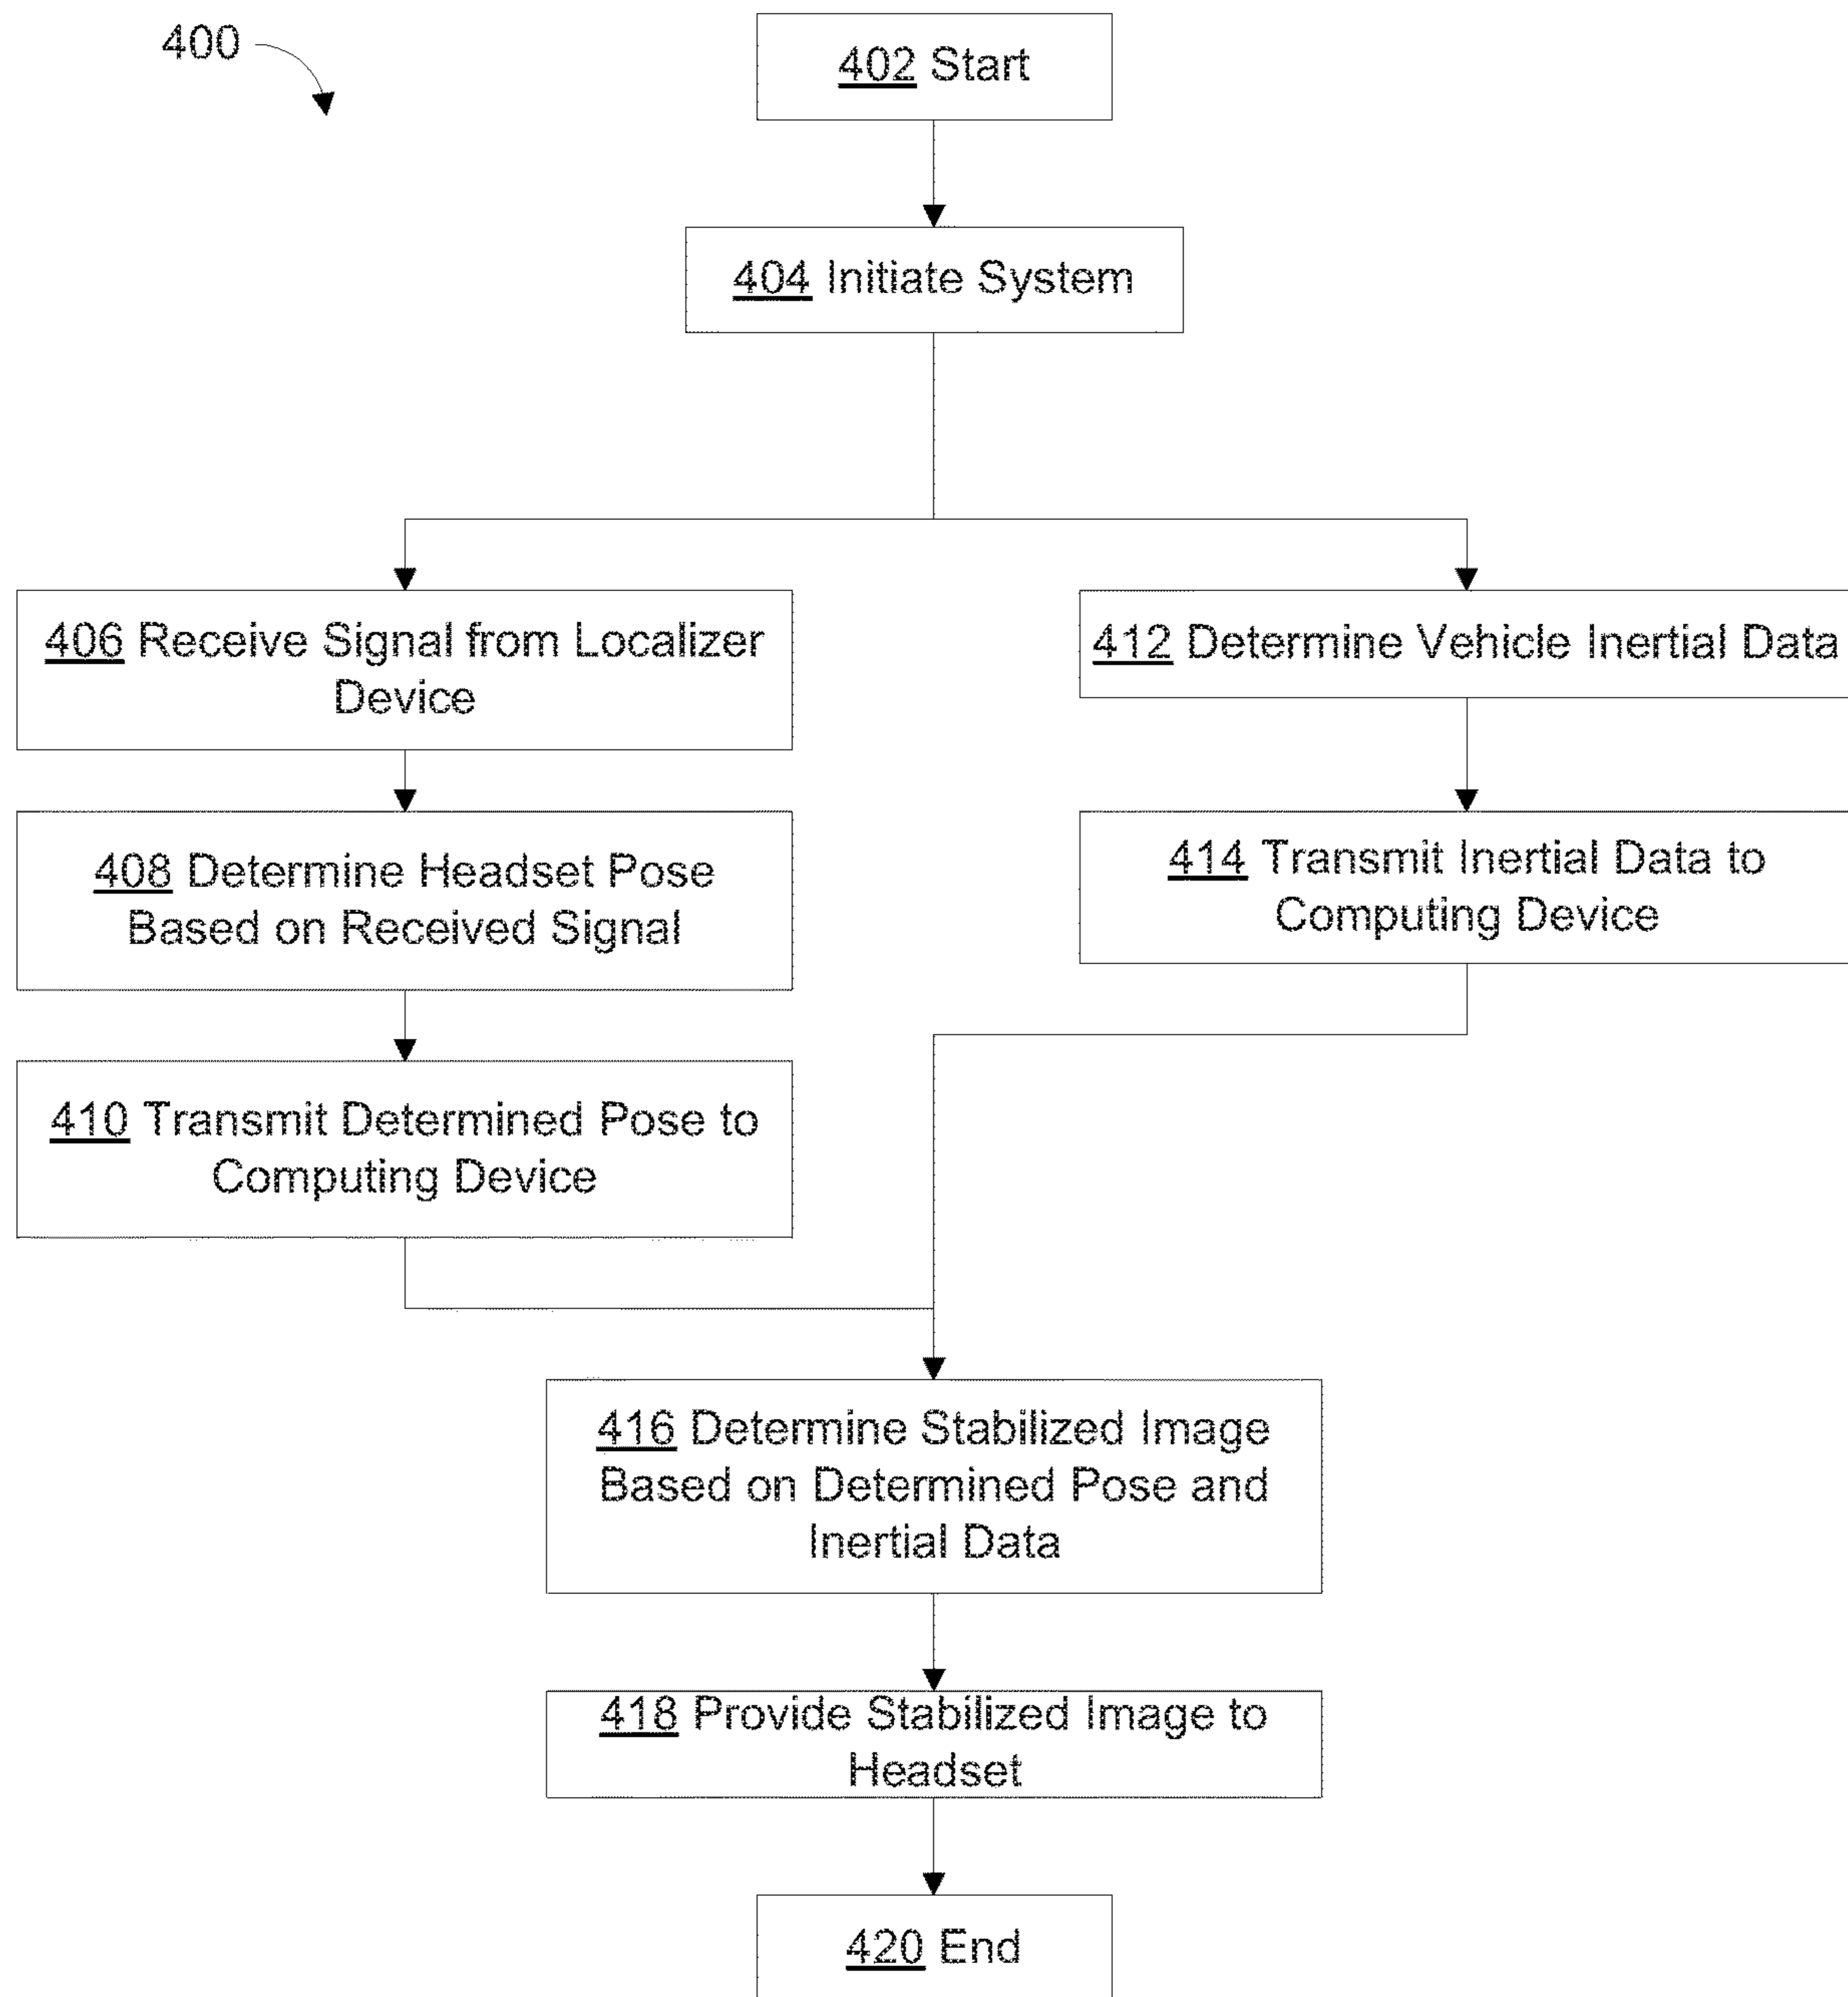 400
402 Start
404 Initiate System
406 Receive Signal from Localizer
Device
412 Determine Vehicle Inertial Data
408 Determine Headset Pose
Based on Received Signal
414 Transmit Inertial Data to
Computing Device
410 Transmit Determined Pose to
Computing Device
416 Determine Stabilized Image
Based on Determined Pose and
Inertial Data
418 Provide Stabilized Image to
Headset
420 End